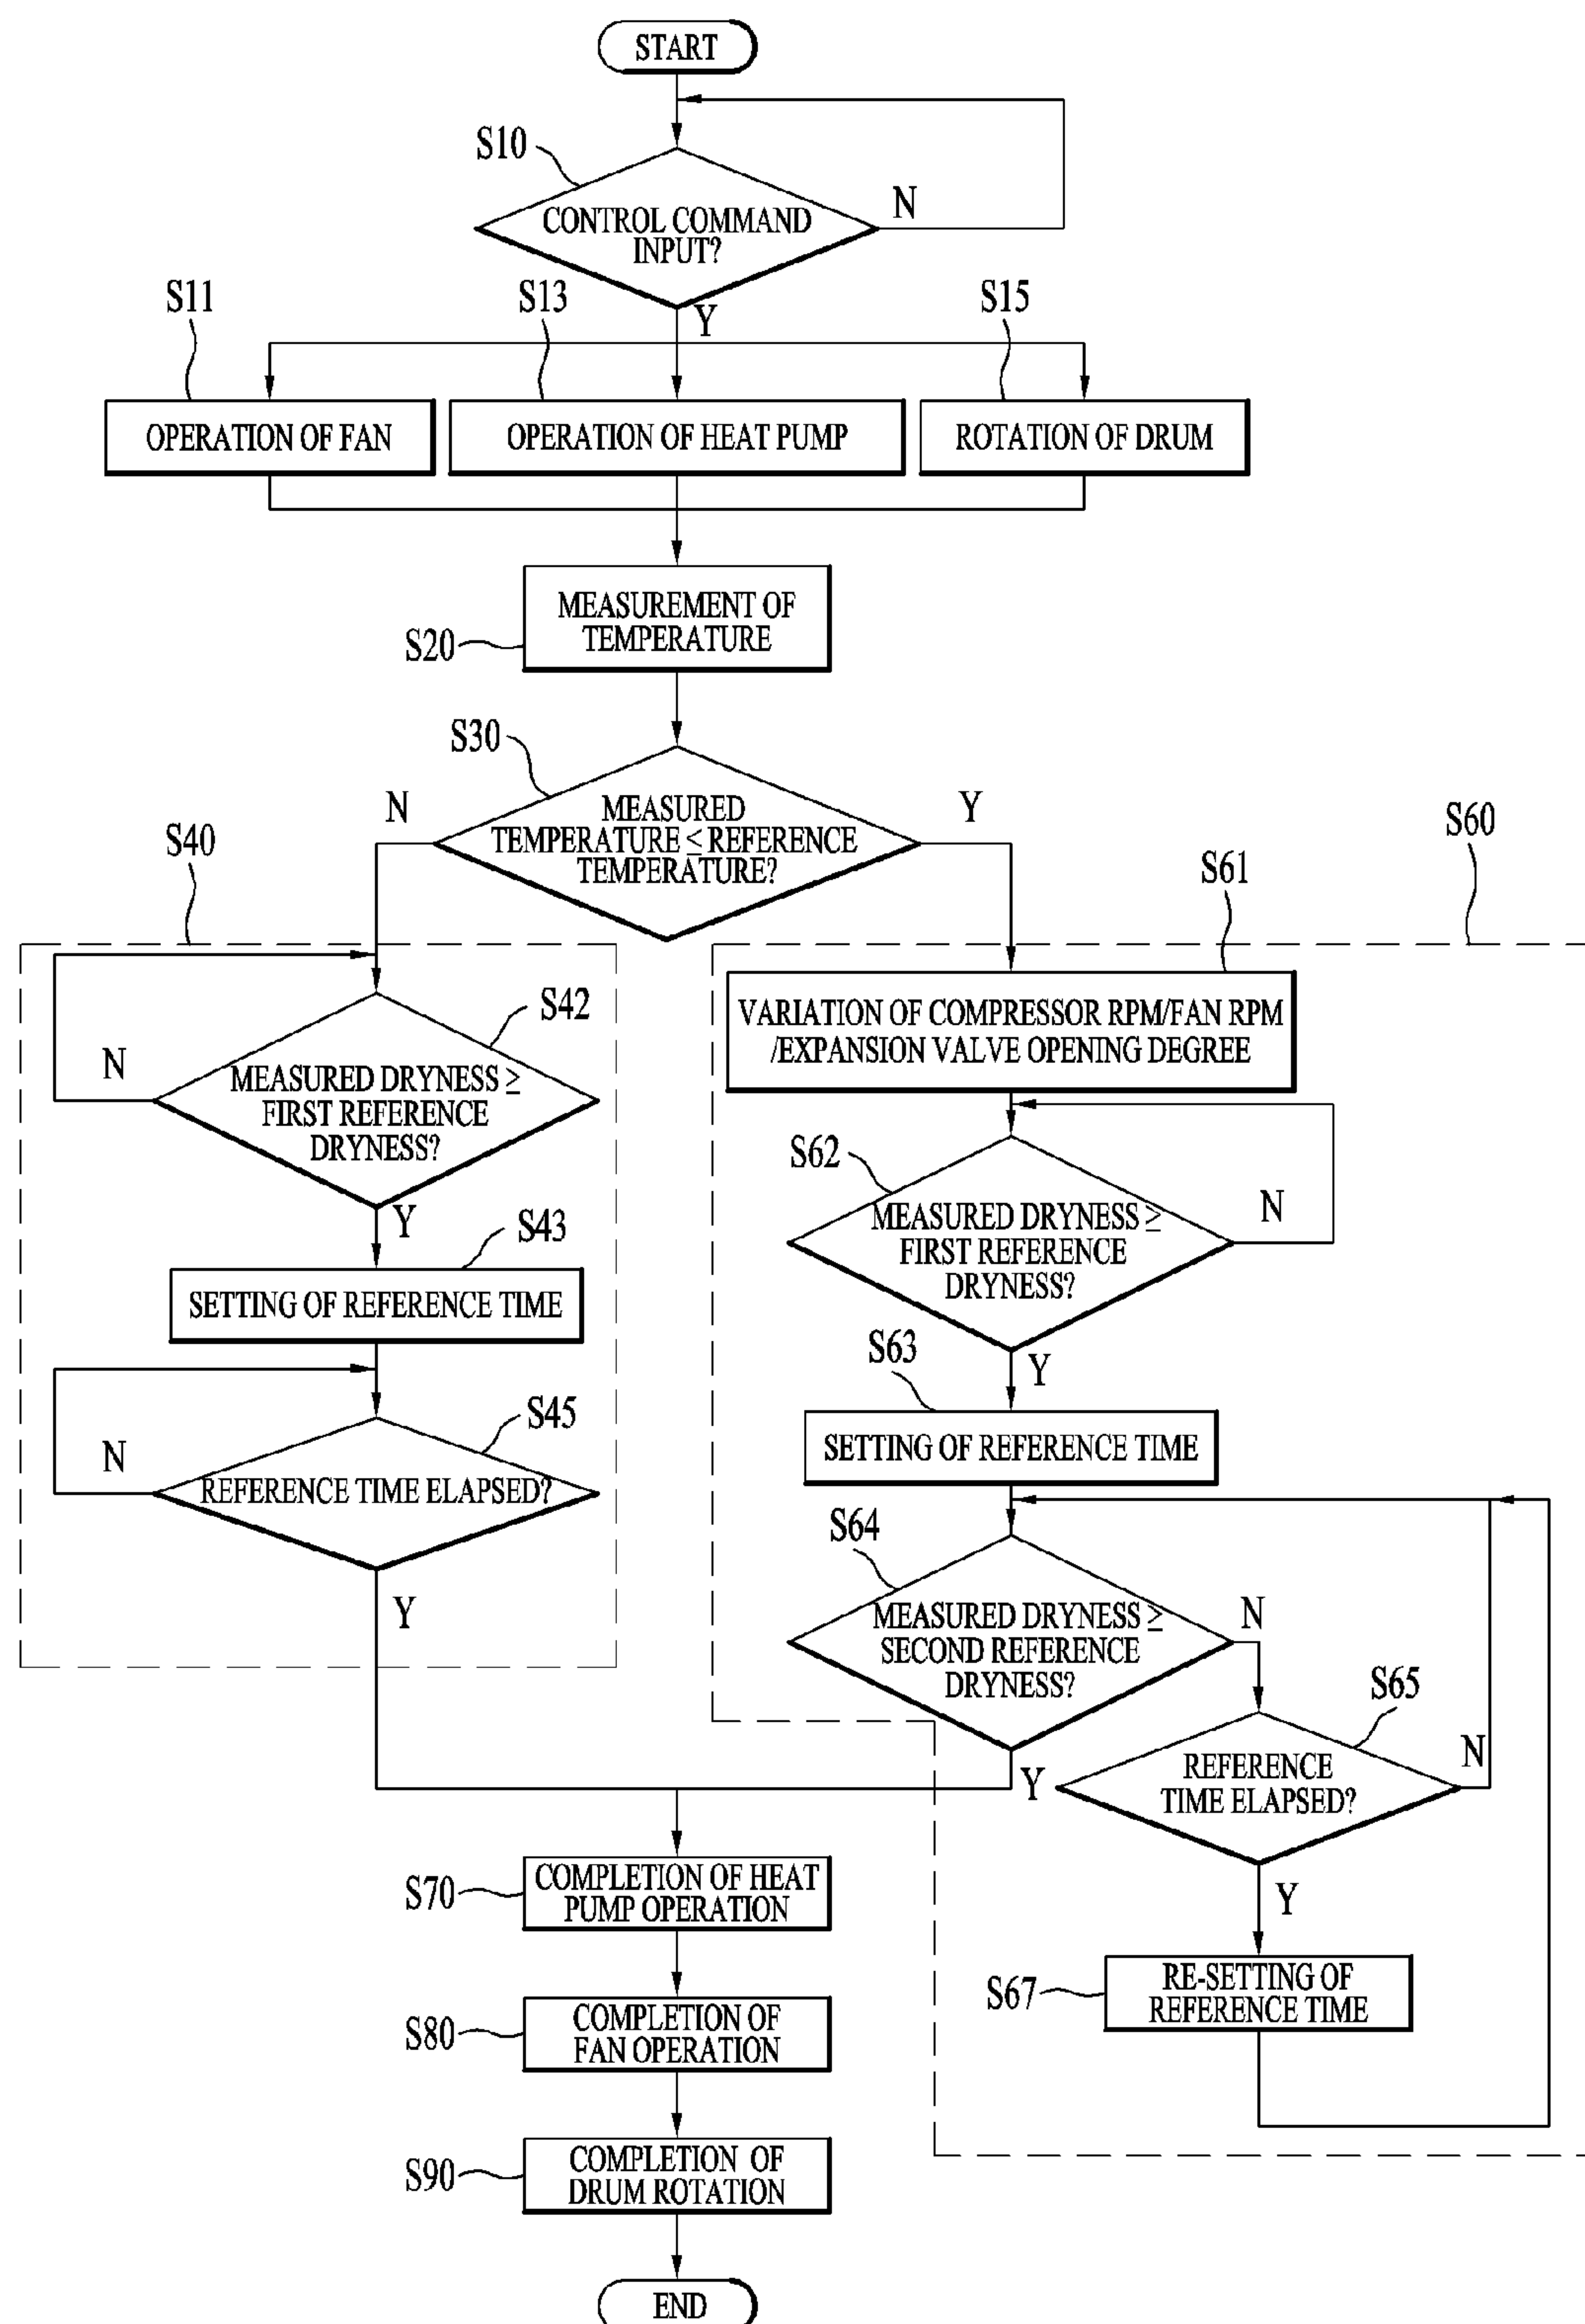 START
S10
CONTROL COMMAND
INPUT?
N
Y
S11
S13
S15
OPERATION OF FAN
OPERATION OF HEAT PUMP
ROTATION OF DRUM
S20
MEASUREMENT OF
TEMPERATURE
S30
N
MEASURED
TEMPERATURE ≤ REFERENCE
TEMPERATURE?
Y
S40
S60
S61
S42
N
MEASURED DRYNESS ≥
FIRST REFERENCE
DRYNESS?
Y
S43
SETTING OF REFERENCE TIME
S45
N
REFERENCE TIME ELAPSED?
Y
VARIATION OF COMPRESSOR RPM/FAN RPM
/EXPANSION VALVE OPENING DEGREE
S62
MEASURED DRYNESS ≥
FIRST REFERENCE
DRYNESS?
N
Y
S63
SETTING OF REFERENCE TIME
S64
MEASURED DRYNESS ≥
SECOND REFERENCE
DRYNESS?
N
Y
S65
REFERENCE
TIME ELAPSED?
N
Y
S67
RE-SETTING OF
REFERENCE TIME
S70
COMPLETION OF HEAT
PUMP OPERATION
S80
COMPLETION OF
FAN OPERATION
S90
COMPLETION OF
DRUM ROTATION
END